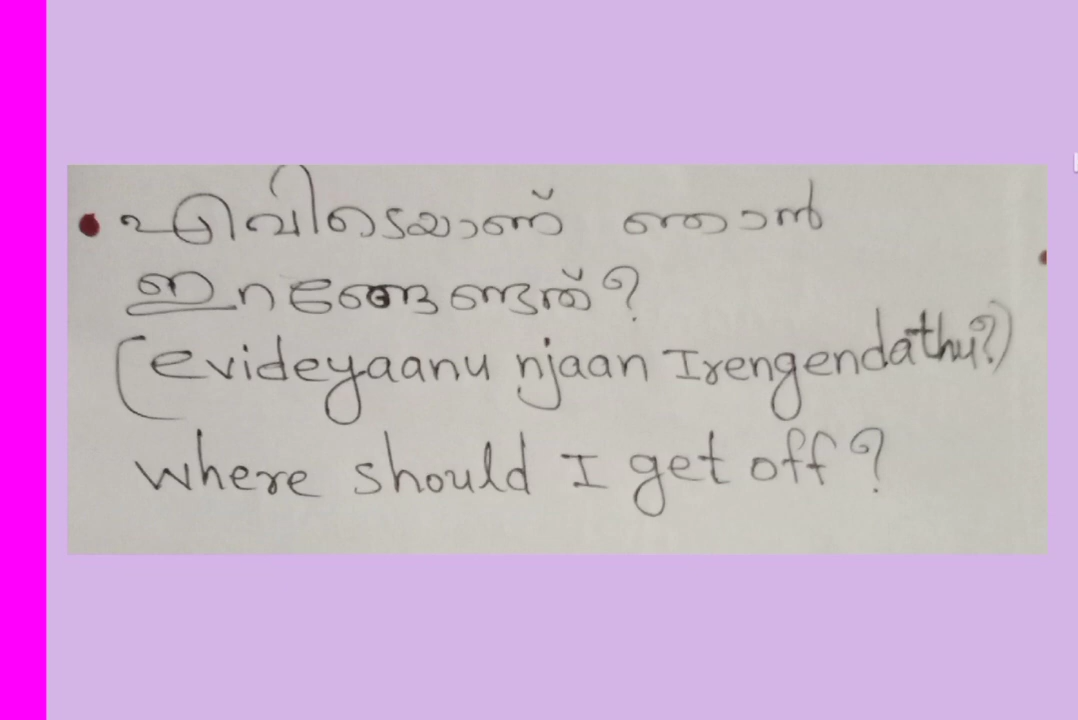 • എവിടെയാണ് ഞാൻ
ഇറങ്ങേണ്ടത്?
(evideyaanu njaan Irengendathu?)
where should I get off?